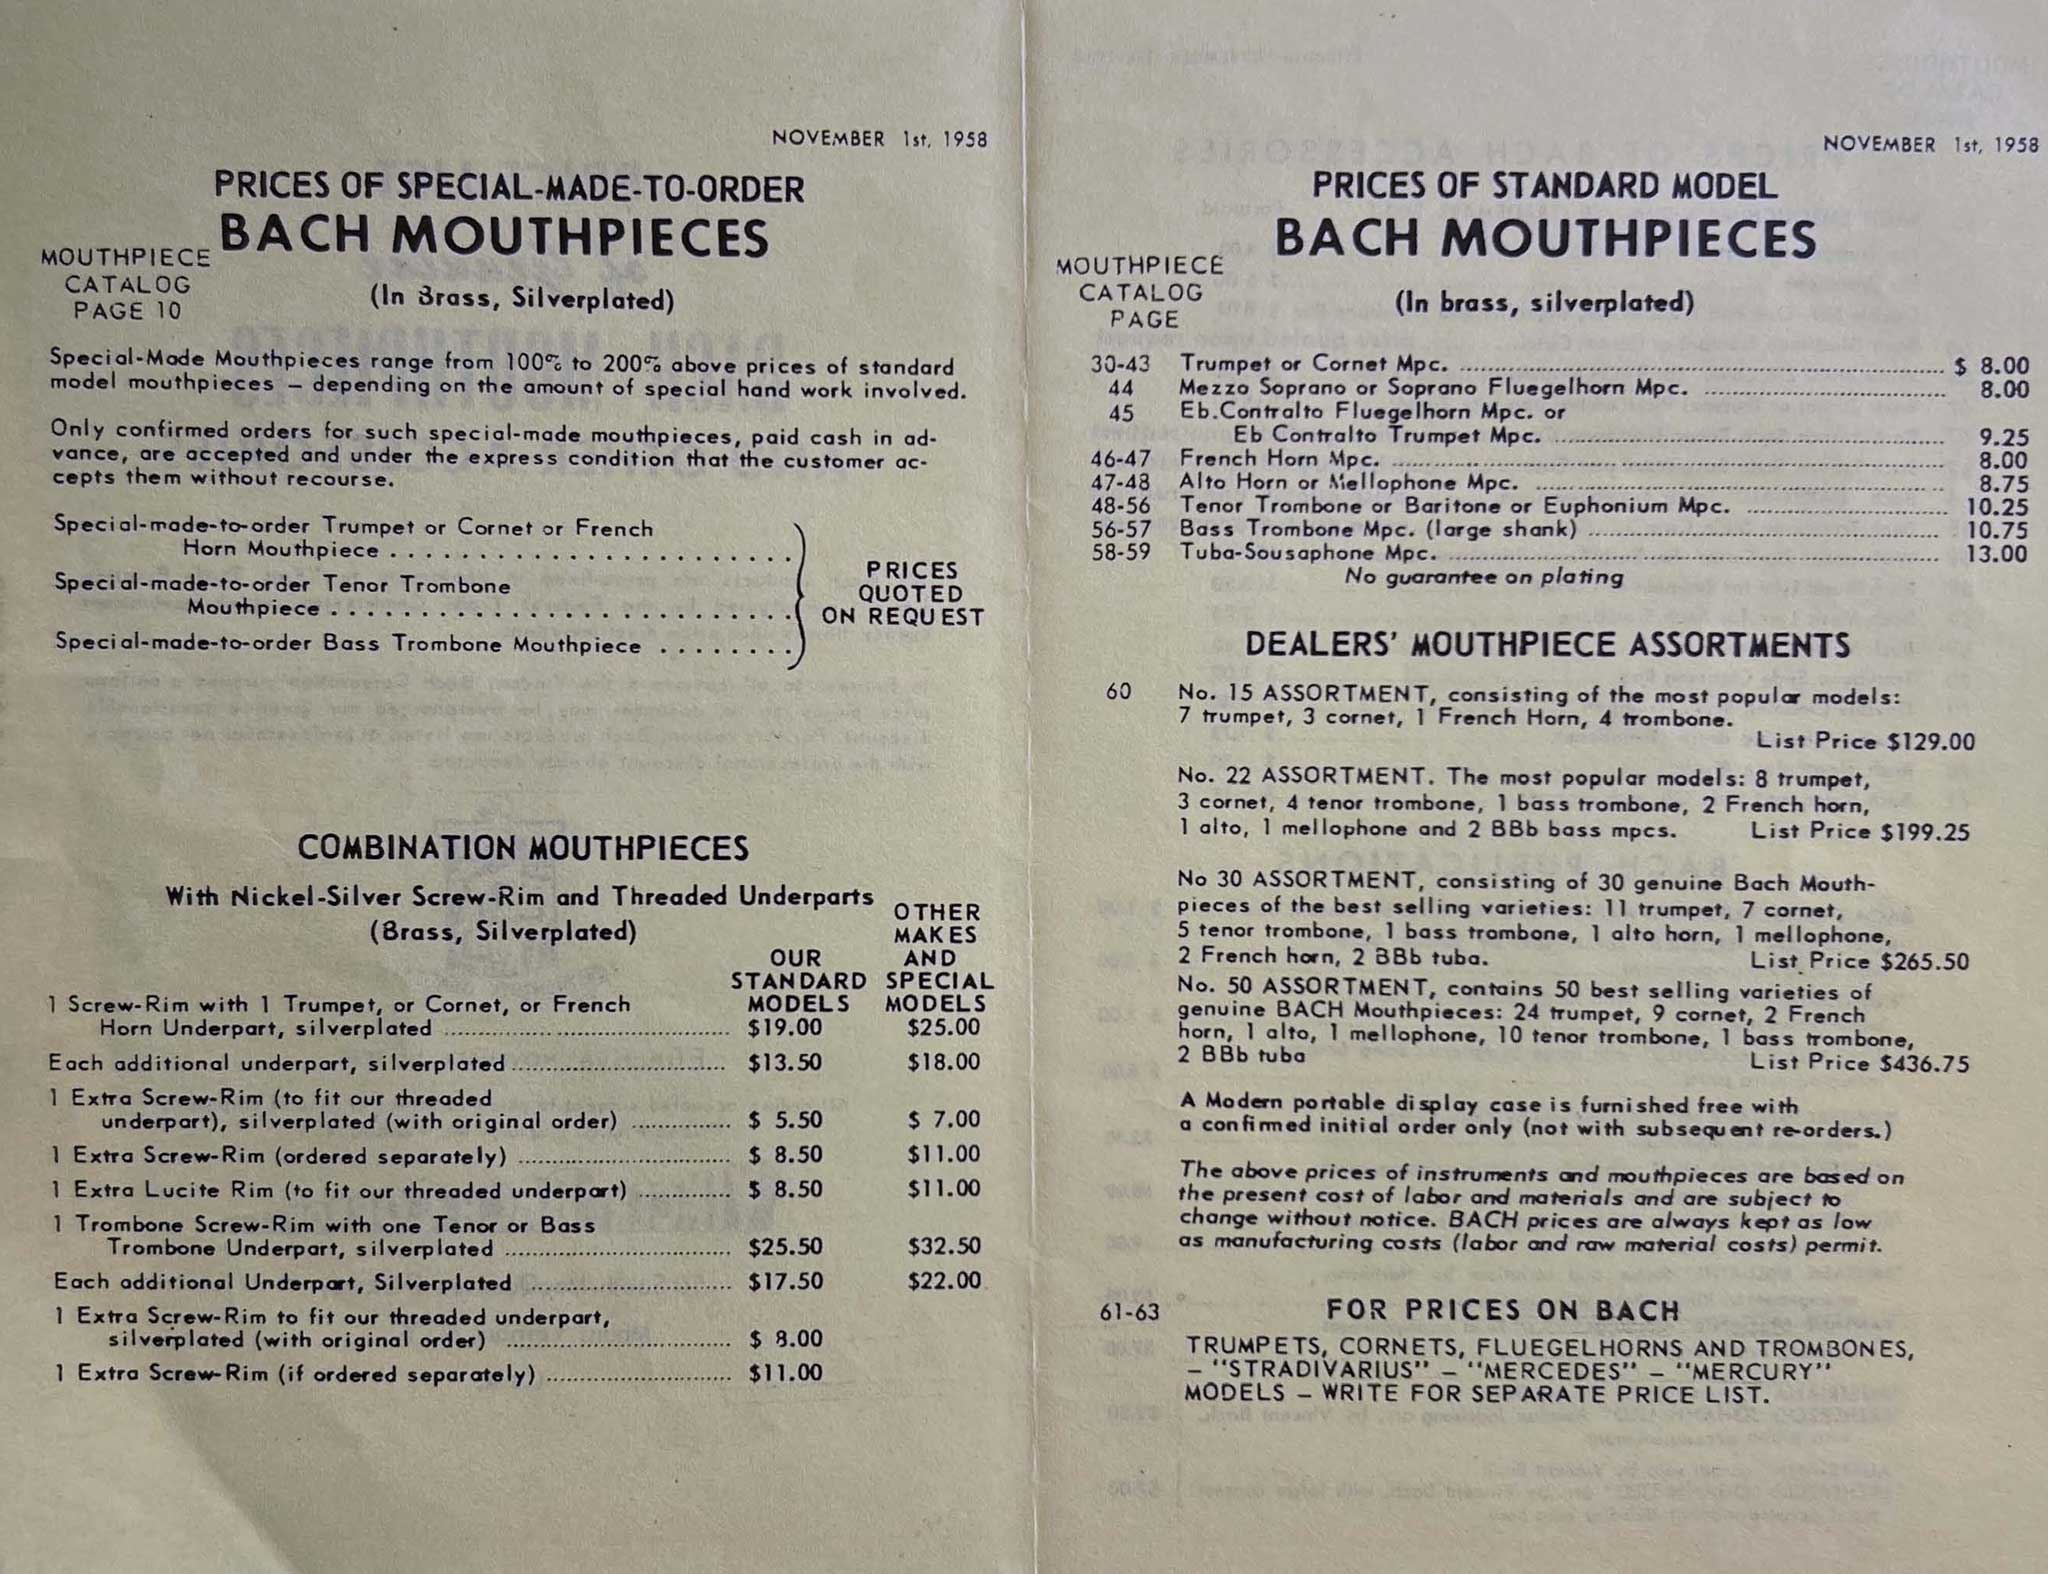 NOVEMBER 1st, 1958
PRICES OF SPECIAL-MADE-TO-ORDER
BACH MOUTHPIECES
MOUTHPIECE
CATALOG
PAGE 10
(In Brass, Silverplated)
Special-Made Mouthpieces range from 100% to 200% above prices of standard
model mouthpieces — depending on the amount of special hand work involved.
Only confirmed orders for such special-made mouthpieces, paid cash in ad-
vance, are accepted and under the express condition that the customer ac-
cepts them without recourse.
Special-made-to-order Trumpet or Cornet or French
Horn Mouthpiece . . . . . . . . . . . . . . . . . . . . . . .
Special-made-to-order Tenor Trombone
Mouthpiece . . . . . . . . . . . . . . . . . . . . . . . . . . .
Special-made-to-order Bass Trombone Mouthpiece . . . . . . . .
PRICES
QUOTED
ON REQUEST
COMBINATION MOUTHPIECES
With Nickel-Silver Screw-Rim and Threaded Underparts
(Brass, Silverplated)
OUR
STANDARD
MODELS
OTHER
MAKES
AND
SPECIAL
MODELS
1 Screw-Rim with 1 Trumpet, or Cornet, or French
Horn Underpart, silverplated ........ $19.00 $25.00
Each additional underpart, silverplated ........ $13.50 $18.00
1 Extra Screw-Rim (to fit our threaded
underpart), silverplated (with original order) ........ $ 5.50 $ 7.00
1 Extra Screw-Rim (ordered separately) ........ $ 8.50 $11.00
1 Extra Lucite Rim (to fit our threaded underpart) ........ $ 8.50 $11.00
1 Trombone Screw-Rim with one Tenor or Bass
Trombone Underpart, silverplated ........ $25.50 $32.50
Each additional Underpart, Silverplated ........ $17.50 $22.00
1 Extra Screw-Rim to fit our threaded underpart,
silverplated (with original order) ........ $ 8.00
1 Extra Screw-Rim (if ordered separately) ........ $11.00
NOVEMBER 1st, 1958
PRICES OF STANDARD MODEL
BACH MOUTHPIECES
MOUTHPIECE
CATALOG
PAGE
(In brass, silverplated)
30-43 Trumpet or Cornet Mpc. ........ $ 8.00
44 Mezzo Soprano or Soprano Fluegelhorn Mpc. ........ 8.00
45 Eb.Contralto Fluegelhorn Mpc. or
Eb Contralto Trumpet Mpc. ........ 9.25
46-47 French Horn Mpc. ........ 8.00
47-48 Alto Horn or Mellophone Mpc. ........ 8.75
48-56 Tenor Trombone or Baritone or Euphonium Mpc. ........ 10.25
56-57 Bass Trombone Mpc. (large shank) ........ 10.75
58-59 Tuba-Sousaphone Mpc. ........ 13.00
No guarantee on plating
DEALERS' MOUTHPIECE ASSORTMENTS
60 No. 15 ASSORTMENT, consisting of the most popular models:
7 trumpet, 3 cornet, 1 French Horn, 4 trombone.
List Price $129.00
No. 22 ASSORTMENT. The most popular models: 8 trumpet,
3 cornet, 4 tenor trombone, 1 bass trombone, 2 French horn,
1 alto, 1 mellophone and 2 BBb bass mpcs. List Price $199.25
No 30 ASSORTMENT, consisting of 30 genuine Bach Mouth-
pieces of the best selling varieties: 11 trumpet, 7 cornet,
5 tenor trombone, 1 bass trombone, 1 alto horn, 1 mellophone,
2 French horn, 2 BBb tuba. List Price $265.50
No. 50 ASSORTMENT, contains 50 best selling varieties of
genuine BACH Mouthpieces: 24 trumpet, 9 cornet, 2 French
horn, 1 alto, 1 mellophone, 10 tenor trombone, 1 bass trombone,
2 BBb tuba List Price $436.75
A Modern portable display case is furnished free with
a confirmed initial order only (not with subsequent re-orders.)
The above prices of instruments and mouthpieces are based on
the present cost of labor and materials and are subject to
change without notice. BACH prices are always kept as low
as manufacturing costs (labor and raw material costs) permit.
61-63 FOR PRICES ON BACH
TRUMPETS, CORNETS, FLUEGELHORNS AND TROMBONES,
— "STRADIVARIUS" — "MERCEDES" — "MERCURY"
MODELS — WRITE FOR SEPARATE PRICE LIST.